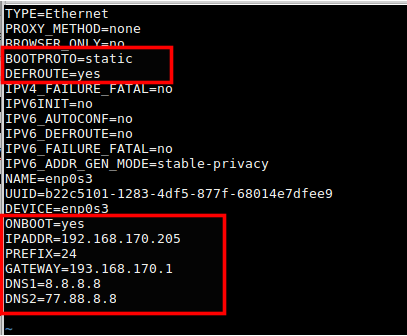 TYPE=Ethernet
PROXY_METHOD=none
BROWSER_ONLY=no
BOOTPROTO=static
DEFROUTE=yes
IPV4_FAILURE_FATAL=no
IPV6INIT=no
IPV6_AUTOCONF=no
IPV6_DEFROUTE=no
IPV6_FAILURE_FATAL=no
IPV6_ADDR_GEN_MODE=stable-privacy
NAME=enp0s3
UUID=b22c5101-1283-4df5-877f-68014e7dfee9
DEVICE=enp0s3
ONBOOT=yes
IPADDR=192.168.170.205
PREFIX=24
GATEWAY=193.168.170.1
DNS1=8.8.8.8
DNS2=77.88.8.8
~